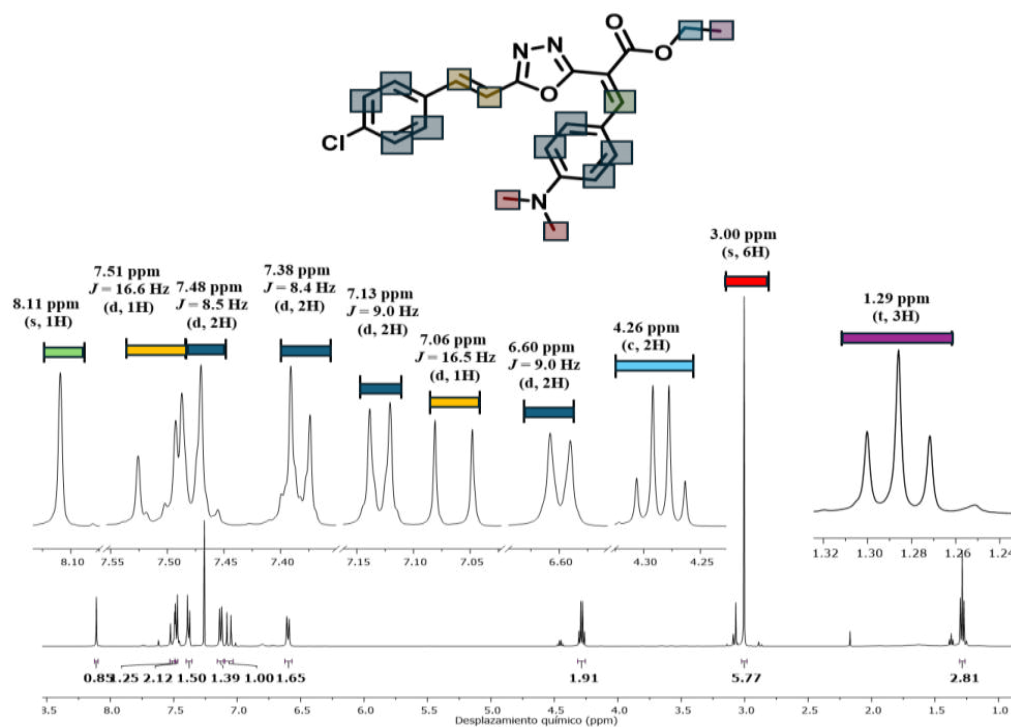 O
N N
O
O
Cl
N
8.11 ppm
(s, 1H)
7.51 ppm
J = 16.6 Hz
(d, 1H)
7.48 ppm
J = 8.5 Hz
(d, 2H)
7.38 ppm
J = 8.4 Hz
(d, 2H)
7.13 ppm
J = 9.0 Hz
(d, 2H)
7.06 ppm
J = 16.5 Hz
(d, 1H)
6.60 ppm
J = 9.0 Hz
(d, 2H)
4.26 ppm
(c, 2H)
3.00 ppm
(s, 6H)
1.29 ppm
(t, 3H)
8.10 7.55 7.50 7.45 7.40 7.15 7.10 7.05 6.60 4.30 4.25
1.32 1.30 1.28 1.26 1.24
0.85 1.25 2.12 1.50 1.39 1.00 1.65 1.91 5.77 2.81
8.5 8.0 7.5 7.0 6.5 6.0 5.5 5.0 4.5 4.0 3.5 3.0 2.5 2.0 1.5 1.0
Desplazamiento químico (ppm)